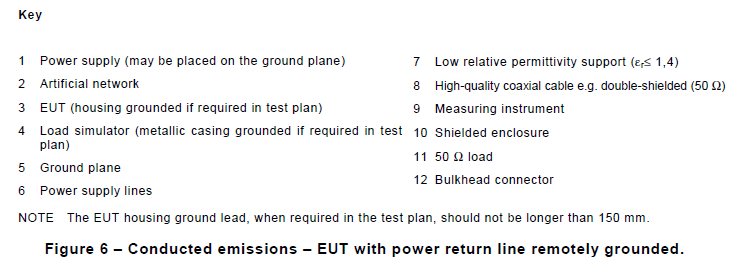 Key
1 Power supply (may be placed on the ground plane)
2 Artificial network
3 EUT (housing grounded if required in test plan)
4 Load simulator (metallic casing grounded if required in test
plan)
5 Ground plane
6 Power supply lines
7 Low relative permittivity support (εr≤ 1,4)
8 High-quality coaxial cable e.g. double-shielded (50 Ω)
9 Measuring instrument
10 Shielded enclosure
11 50 Ω load
12 Bulkhead connector
NOTE The EUT housing ground lead, when required in the test plan, should not be longer than 150 mm.
Figure 6 – Conducted emissions – EUT with power return line remotely grounded.